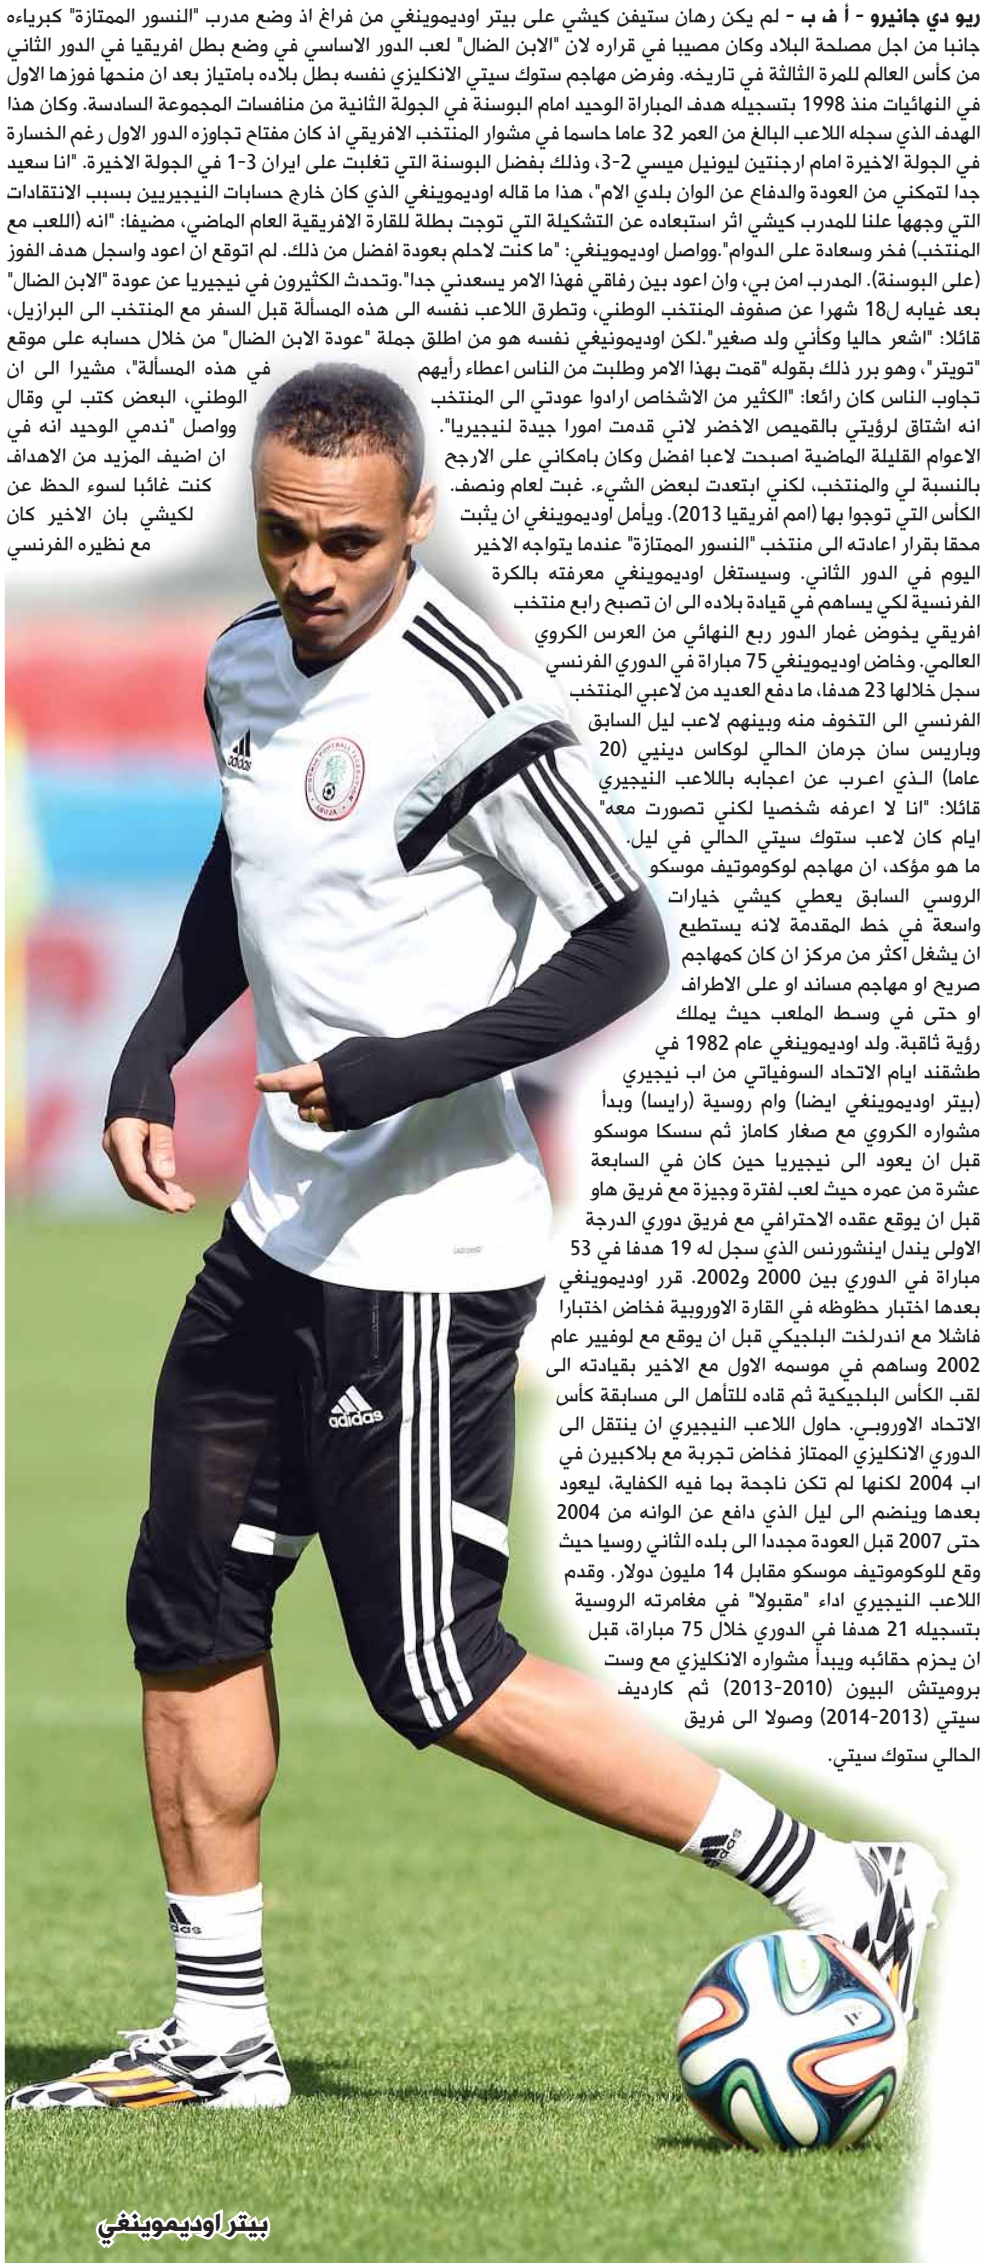 ريو دي جانيرو - أ ف ب - لم يكن رهان ستيفن كيشي على بيتر اوديموينغي من فراغ اذ وضع مدرب "النسور الممتازة" كبرياءه
جانبا من اجل مصلحة البلاد وكان مصيبا في قراره لان "الابن الضال" لعب الدور الاساسي في وضع بطل افريقيا في الدور الثاني
من كأس العالم للمرة الثالثة في تاريخه. وفرض مهاجم ستوك سيتي الانكليزي نفسه بطل بلاده بامتياز بعد ان منحها فوزها الاول
في النهائيات منذ 1998 بتسجيله هدف المباراة الوحيد امام البوسنة في الجولة الثانية من منافسات المجموعة السادسة. وكان هذا
الهدف الذي سجله اللاعب البالغ من العمر 32 عاما حاسما في مشوار المنتخب الافريقي اذ كان مفتاح تجاوزه الدور الاول رغم الخسارة
في الجولة الاخيرة امام ارجنتين ليونيل ميسي 2-3، وذلك بفضل البوسنة التي تغلبت على ايران 3-1 في الجولة الاخيرة. "انا سعيد
جدا لتمكني من العودة والدفاع عن الوان بلدي الام"، هذا ما قاله اوديموينغي الذي كان خارج حسابات النيجيريين بسبب الانتقادات
التي وجهها علنا للمدرب كيشي اثر استبعاده عن التشكيلة التي توجت بطلة للقارة الافريقية العام الماضي، مضيفا: "انه (اللعب مع
المنتخب) فخر وسعادة على الدوام".وواصل اوديموينغي: "ما كنت لاحلم بعودة افضل من ذلك. لم اتوقع ان اعود واسجل هدف الفوز
(على البوسنة). المدرب امن بي، وان اعود بين رفاقي فهذا الامر يسعدني جدا".وتحدث الكثيرون في نيجيريا عن عودة "الابن الضال"
بعد غيابه ل18 شهرا عن صفوف المنتخب الوطني، وتطرق اللاعب نفسه الى هذه المسألة قبل السفر مع المنتخب الى البرازيل،
قائلا: "اشعر حاليا وكأني ولد صغير".لكن اوديمونيغي نفسه هو من اطلق جملة "عودة الابن الضال" من خلال حسابه على موقع
"تويتر"، وهو برر ذلك بقوله "قمت بهذا الامر وطلبت من الناس اعطاء رأيهم في هذه المسألة"، مشيرا الى ان
تجاوب الناس كان رائعا: "الكثير من الاشخاص ارادوا عودتي الى المنتخب الوطني، البعض كتب لي وقال
انه اشتاق لرؤيتي بالقميص الاخضر لاني قدمت امورا جيدة لنيجيريا". وواصل "ندمي الوحيد انه في
الاعوام القليلة الماضية اصبحت لاعبا افضل وكان بامكاني على الارجح ان اضيف المزيد من الاهداف
بالنسبة لي والمنتخب، لكني ابتعدت لبعض الشيء. غبت لعام ونصف. كنت غائبا لسوء الحظ عن
الكأس التي توجوا بها (امم افريقيا 2013). ويأمل اوديموينغي ان يثبت لكيشي بان الاخير كان
محقا بقرار اعادته الى منتخب "النسور الممتازة" عندما يتواجه الاخير مع نظيره الفرنسي
اليوم في الدور الثاني. وسيستغل اوديموينغي معرفته بالكرة
الفرنسية لكي يساهم في قيادة بلاده الى ان تصبح رابع منتخب
افريقي يخوض غمار الدور ربع النهائي من العرس الكروي
العالمي. وخاض اوديموينغي 75 مباراة في الدوري الفرنسي
سجل خلالها 23 هدفا، ما دفع العديد من لاعبي المنتخب
الفرنسي الى التخوف منه وبينهم لاعب ليل السابق
وباريس سان جرمان الحالي لوكاس دينيي (20
عاما) الذي اعرب عن اعجابه باللاعب النيجيري
قائلا: "انا لا اعرفه شخصيا لكني تصورت معه"
ايام كان لاعب ستوك سيتي الحالي في ليل.
ما هو مؤكد، ان مهاجم لوكوموتيف موسكو
الروسي السابق يعطي كيشي خيارات
واسعة في خط المقدمة لانه يستطيع
ان يشغل اكثر من مركز ان كان كمهاجم
صريح او مهاجم مساند او على الاطراف
او حتى في وسط الملعب حيث يملك
رؤية ثاقبة. ولد اوديموينغي عام 1982 في
طشقند ايام الاتحاد السوفياتي من اب نيجيري
(بيتر اوديموينغي ايضا) وام روسية (رايسا) وبدأ
مشواره الكروي مع صغار كاماز ثم سسكا موسكو
قبل ان يعود الى نيجيريا حين كان في السابعة
عشرة من عمره حيث لعب لفترة وجيزة مع فريق هاو
قبل ان يوقع عقده الاحترافي مع فريق دوري الدرجة
الاولى يندل اينشورنس الذي سجل له 19 هدفا في 53
مباراة في الدوري بين 2000 و2002. قرر اوديموينغي
بعدها اختبار حظوظه في القارة الاوروبية فخاض اختبارا
فاشلا مع اندرلخت البلجيكي قبل ان يوقع مع لوفيير عام
2002 وساهم في موسمه الاول مع الاخير بقيادته الى
لقب الكأس البلجيكية ثم قاده للتأهل الى مسابقة كأس
الاتحاد الاوروبي. حاول اللاعب النيجيري ان ينتقل الى
الدوري الانكليزي الممتاز فخاض تجربة مع بلاكبيرن في
اب 2004 لكنها لم تكن ناجحة بما فيه الكفاية، ليعود
بعدها وينضم الى ليل الذي دافع عن الوانه من 2004
حتى 2007 قبل العودة مجددا الى بلده الثاني روسيا حيث
وقع للوكوموتيف موسكو مقابل 14 مليون دولار. وقدم
اللاعب النيجيري اداء "مقبولا" في مغامرته الروسية
بتسجيله 21 هدفا في الدوري خلال 75 مباراة، قبل
ان يحزم حقائبه ويبدأ مشواره الانكليزي مع وست
بروميتش البيون (2010-2013) ثم كارديف
سيتي (2013-2014) وصولا الى فريق
الحالي ستوك سيتي.
adidas
NIGERIA FOOTBALL FEDERATION
ABUJA
adidas
adidas
adidas
بيتر اوديموينغي